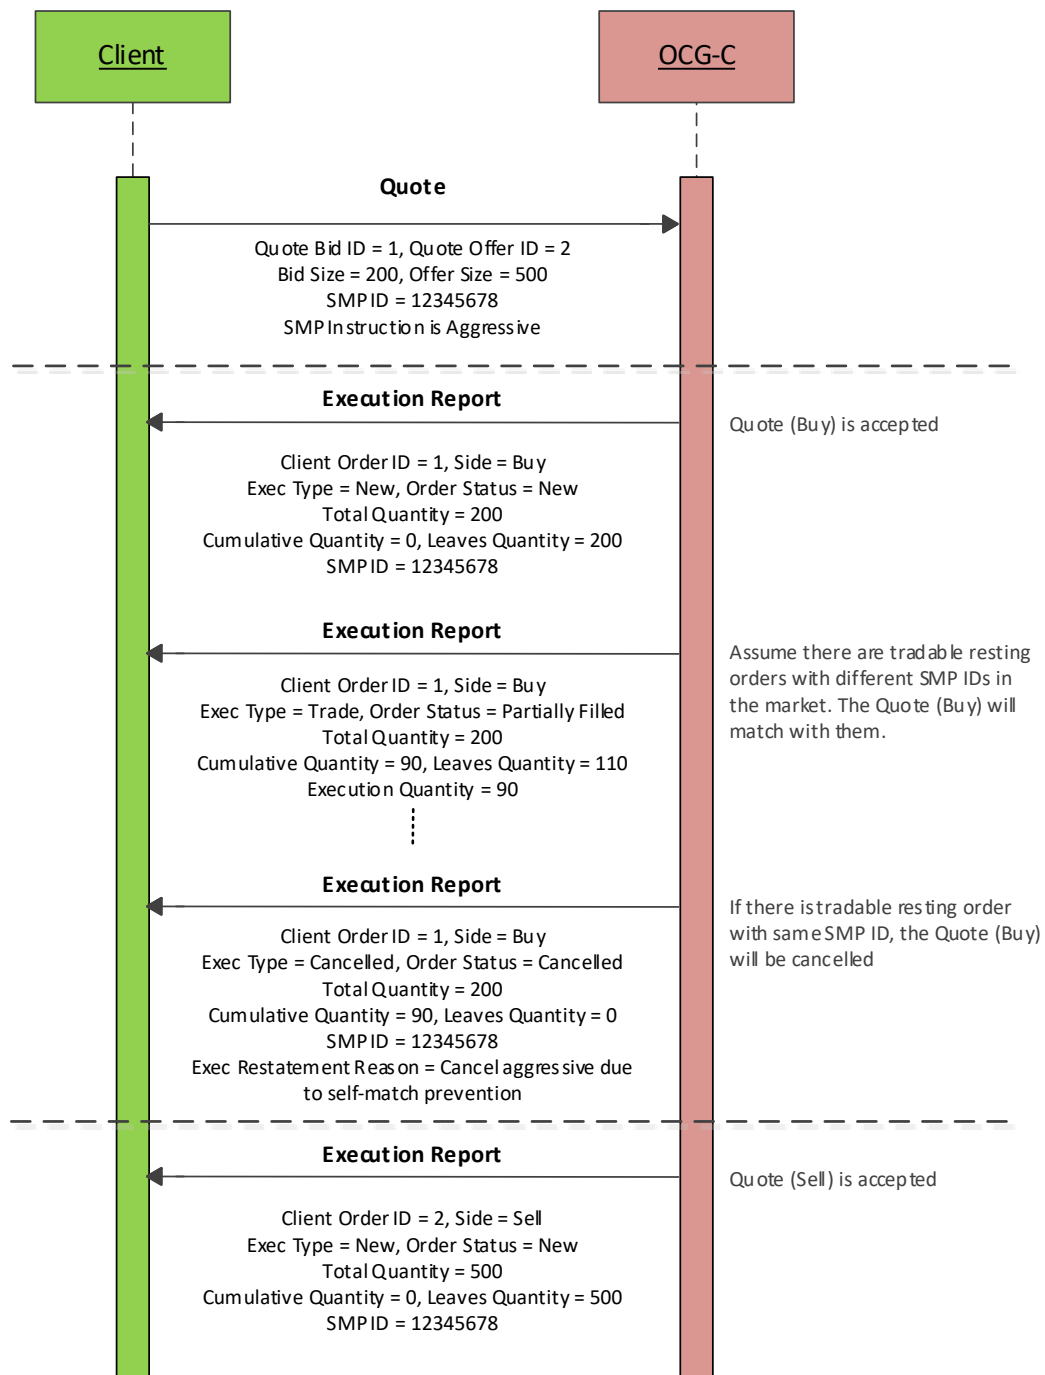 Client
OCG-C
Quote
Quote Bid ID = 1, Quote Offer ID = 2
Bid Size = 200, Offer Size = 500
SMP ID = 12345678
SMP Instruction is Aggressive
Execution Report
Quote (Buy) is accepted
Client Order ID = 1, Side = Buy
Exec Type = New, Order Status = New
Total Quantity = 200
Cumulative Quantity = 0, Leaves Quantity = 200
SMP ID = 12345678
Execution Report
Assume there are tradable resting
orders with different SMP IDs in
the market. The Quote (Buy) will
match with them.
Client Order ID = 1, Side = Buy
Exec Type = Trade, Order Status = Partially Filled
Total Quantity = 200
Cumulative Quantity = 90, Leaves Quantity = 110
Execution Quantity = 90
Execution Report
If there is tradable resting order
with same SMP ID, the Quote (Buy)
will be cancelled
Client Order ID = 1, Side = Buy
Exec Type = Cancelled, Order Status = Cancelled
Total Quantity = 200
Cumulative Quantity = 90, Leaves Quantity = 0
SMP ID = 12345678
Exec Restatement Reason = Cancel aggressive due
to self-match prevention
Execution Report
Quote (Sell) is accepted
Client Order ID = 2, Side = Sell
Exec Type = New, Order Status = New
Total Quantity = 500
Cumulative Quantity = 0, Leaves Quantity = 500
SMP ID = 12345678